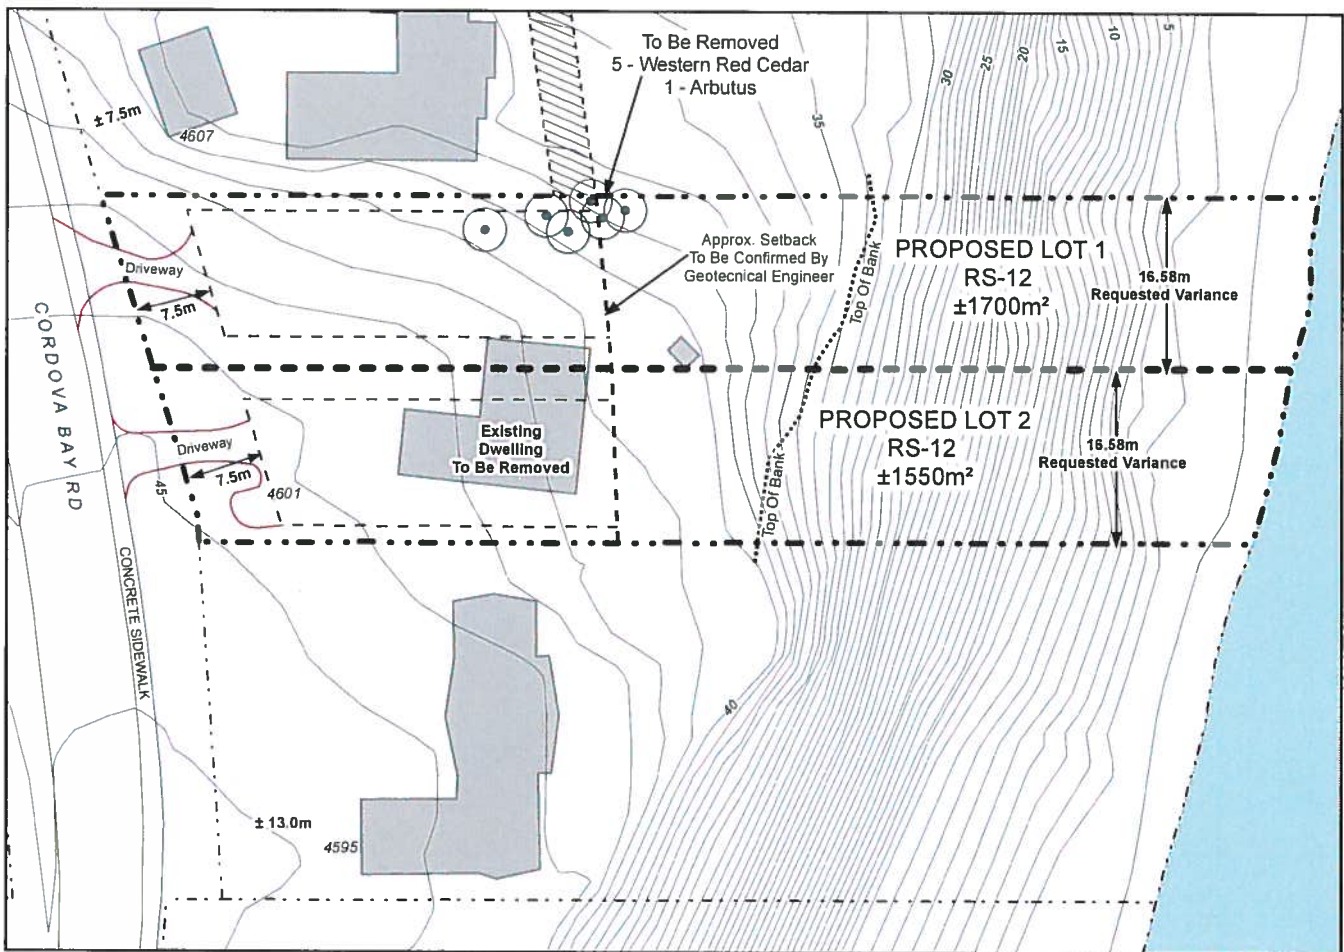 To Be Removed
5 - Western Red Cedar
1 - Arbutus
± 7.5m
4607
5
10
15
20
25
30
35
Approx. Setback
To Be Confirmed By
Geotecnical Engineer
Top Of Bank
PROPOSED LOT 1
RS-12
±1700m²
16.58m
Requested Variance
Driveway
7.5m
CORDOVA BAY RD
Existing
Dwelling
To Be Removed
PROPOSED LOT 2
RS-12
±1550m²
16.58m
Requested Variance
Top Of Bank
Driveway
7.5m
4601
45
CONCRETE SIDEWALK
40
± 13.0m
4595